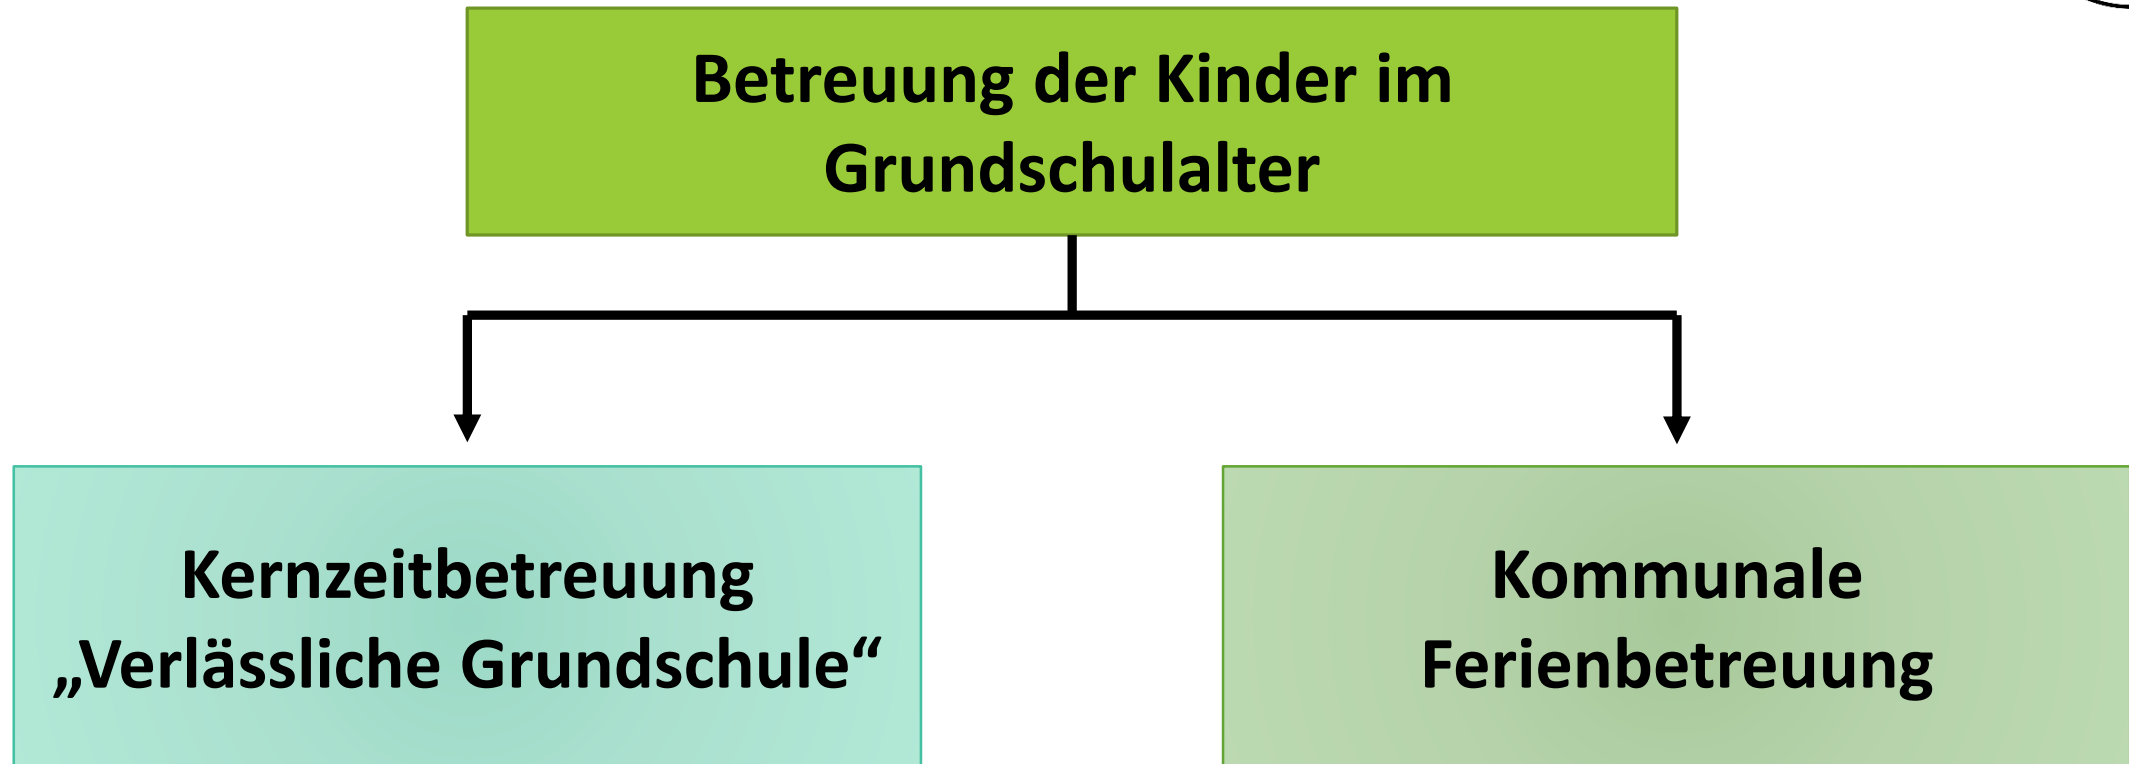 Betreuung der Kinder im
Grundschulalter
Kernzeitbetreuung
„Verlässliche Grundschule“
Kommunale
Ferienbetreuung